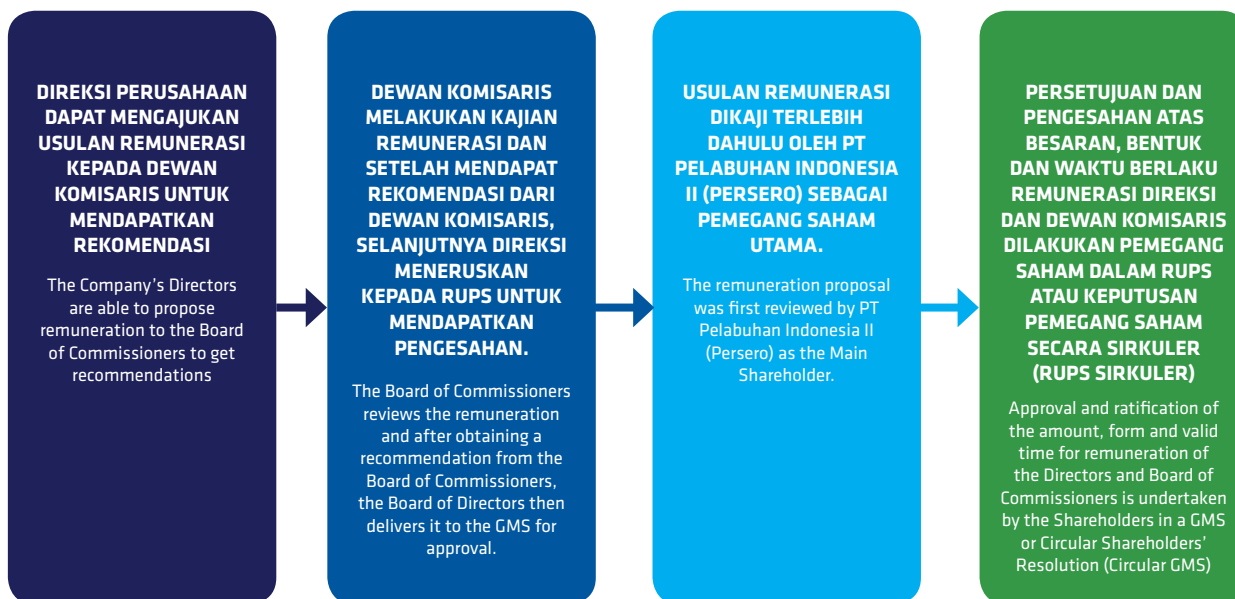 DIREKSI PERUSAHAAN
DAPAT MENGAJUKAN
USULAN REMUNERASI
KEPADA DEWAN
KOMISARIS UNTUK
MENDAPATKAN
REKOMENDASI
The Company's Directors
are able to propose
remuneration to the Board
of Commissioners to get
recommendations
DEWAN KOMISARIS
MELAKUKAN KAJIAN
REMUNERASI DAN
SETELAH MENDAPAT
REKOMENDASI DARI
DEWAN KOMISARIS,
SELANJUTNYA DIREKSI
MENERUSKAN
KEPADA RUPS UNTUK
MENDAPATKAN
PENGESAHAN.
The Board of Commissioners
reviews the remuneration
and after obtaining a
recommendation from the
Board of Commissioners,
the Board of Directors then
delivers it to the GMS for
approval.
USULAN REMUNERASI
DIKAJI TERLEBIH
DAHULU OLEH PT
PELABUHAN INDONESIA
II (PERSERO) SEBAGAI
PEMEGANG SAHAM
UTAMA.
The remuneration proposal
was first reviewed by PT
Pelabuhan Indonesia II
(Persero) as the Main
Shareholder.
PERSETUJUAN DAN
PENGESAHAN ATAS
BESARAN, BENTUK
DAN WAKTU BERLAKU
REMUNERASI DIREKSI
DAN DEWAN KOMISARIS
DILAKUKAN PEMEGANG
SAHAM DALAM RUPS
ATAU KEPUTUSAN
PEMEGANG SAHAM
SECARA SIRKULER
(RUPS SIRKULER)
Approval and ratification of
the amount, form and valid
time for remuneration of
the Directors and Board of
Commissioners is undertaken
by the Shareholders in a GMS
or Circular Shareholders'
Resolution (Circular GMS)